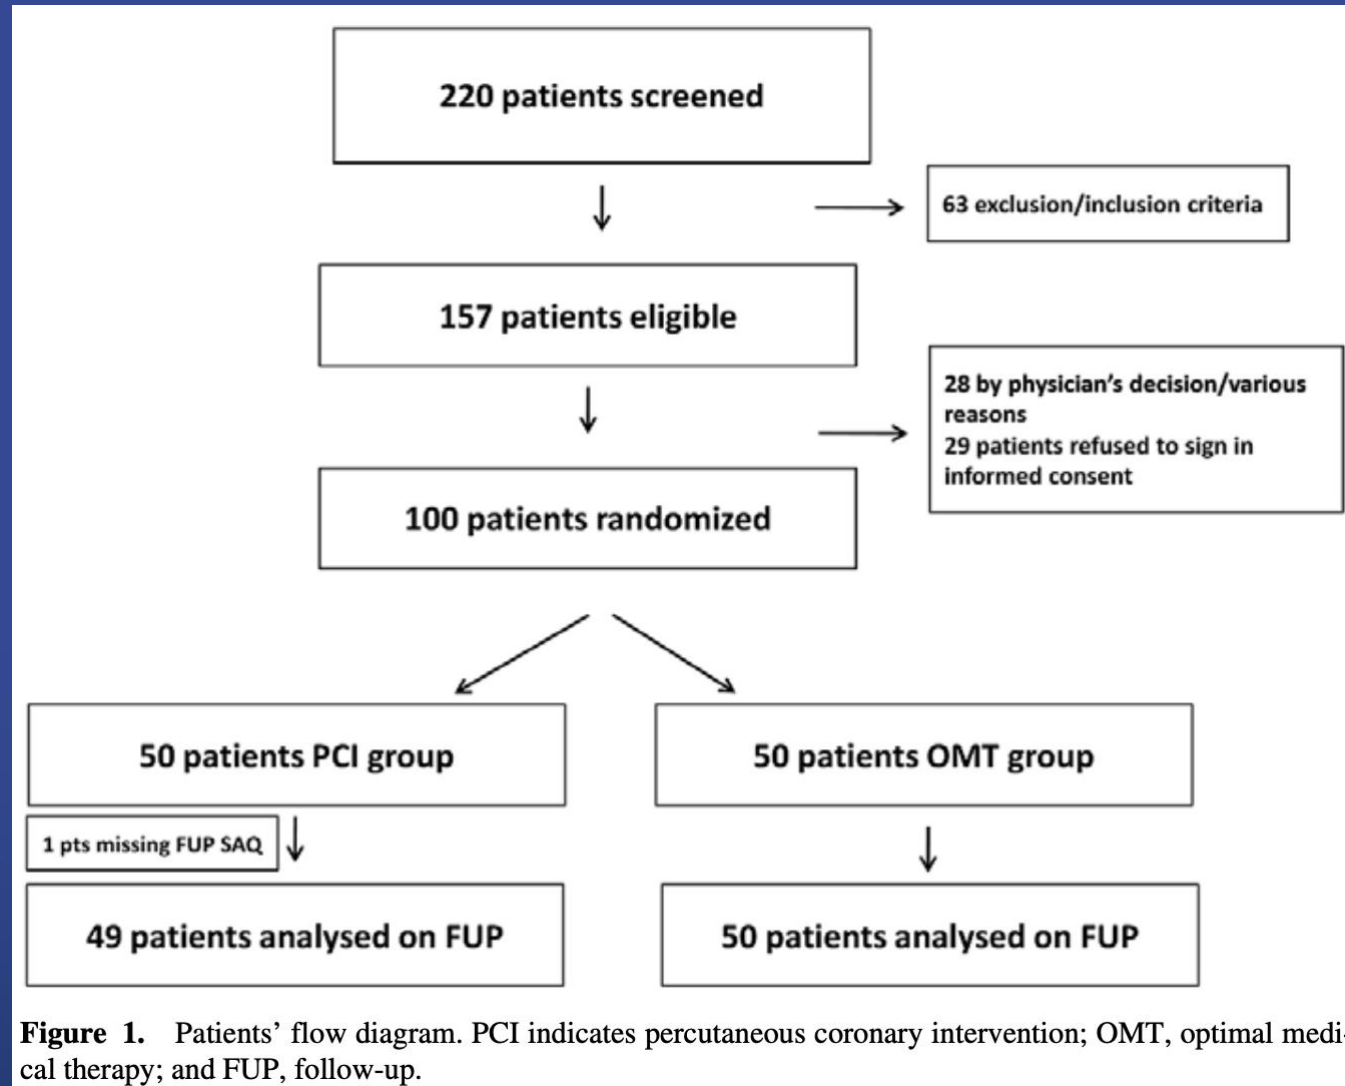 220 patients screened
63 exclusion/inclusion criteria
157 patients eligible
28 by physician's decision/various
reasons
29 patients refused to sign in
informed consent
100 patients randomized
50 patients PCI group
50 patients OMT group
1 pts missing FUP SAQ
49 patients analysed on FUP
50 patients analysed on FUP
Figure 1. Patients' flow diagram. PCI indicates percutaneous coronary intervention; OMT, optimal medi-
cal therapy; and FUP, follow-up.